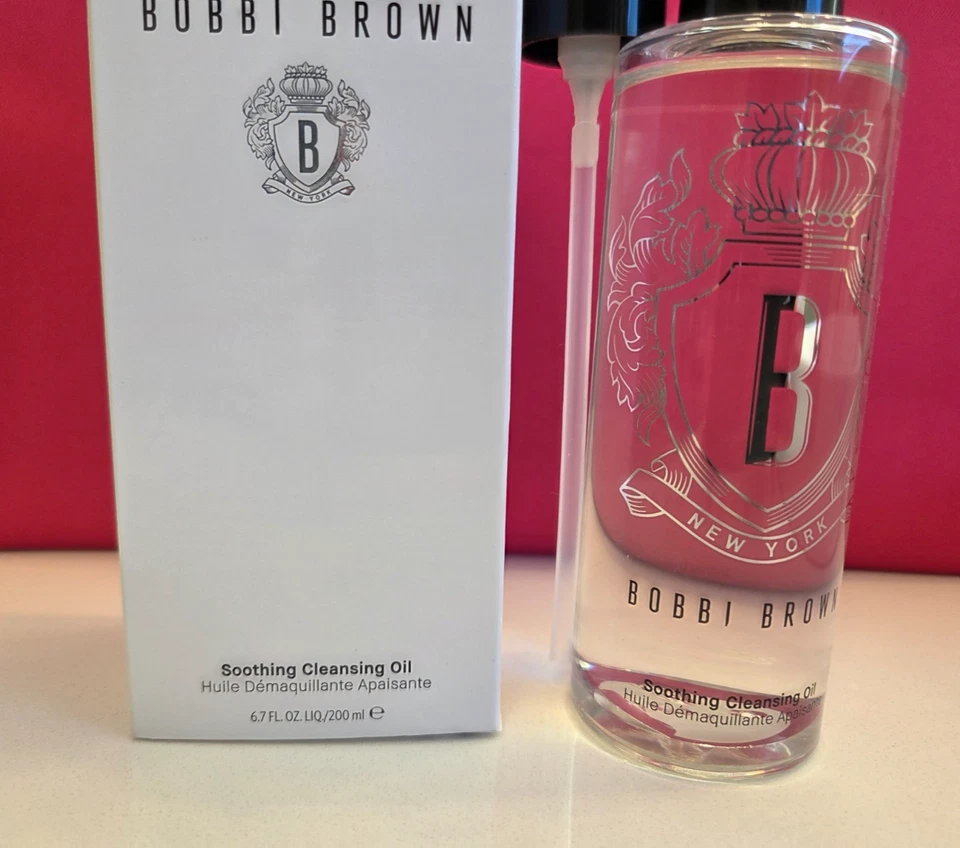 BOBBI BROWN
B
NEW YORK
Soothing Cleansing Oil
Huile Démaquillante Apaisante
6.7 FL. OZ. LIQ./200 ml ℮
B
NEW YORK
BOBBI BROWN
Soothing Cleansing Oil
Huile Démaquillante Apaisante